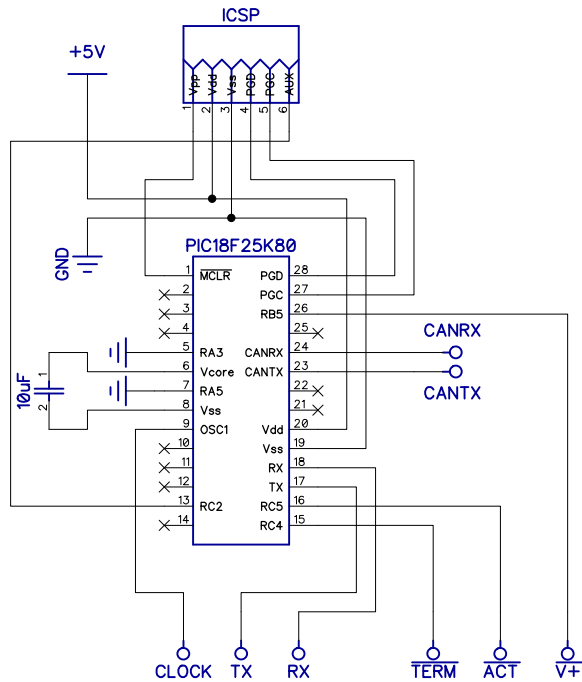 ICSP
+5V
Vpp Vdd Vss PGD PGC AUX
1 2 3 4 5 6
GND
PIC18F25K80
1 MCLR PGD 28
2 PGC 27
3 RB5 26
4 25
CANRX
5 RA3 CANRX 24
6 Vcore CANTX 23
CANTX
10uF 1 2
7 RA5 22
8 Vss 21
9 OSC1 Vdd 20
10 Vss 19
11 RX 18
12 TX 17
13 RC2 RC5 16
14 RC4 15
CLOCK TX RX TERM ACT V+